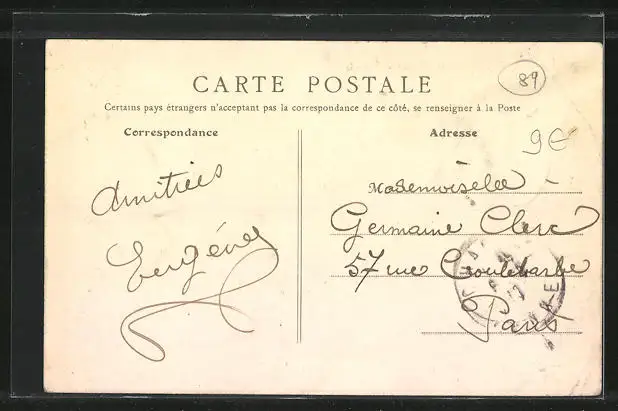 CARTE POSTALE
89
Certains pays étrangers n'acceptant pas la correspondance de ce côté, se renseigner à la Poste
Correspondance
Adresse
9€
Amitiés
Eugénie
Mademoiselle
Germaine Clerc
57 rue Croulebarbe
Paris